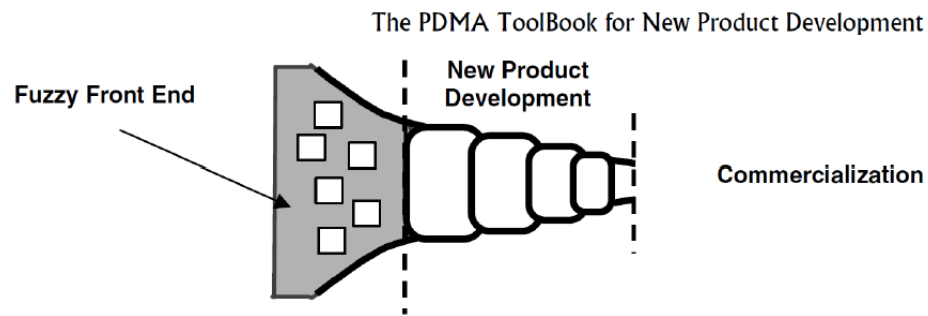 The PDMA ToolBook for New Product Development
Fuzzy Front End
New Product
Development
Commercialization